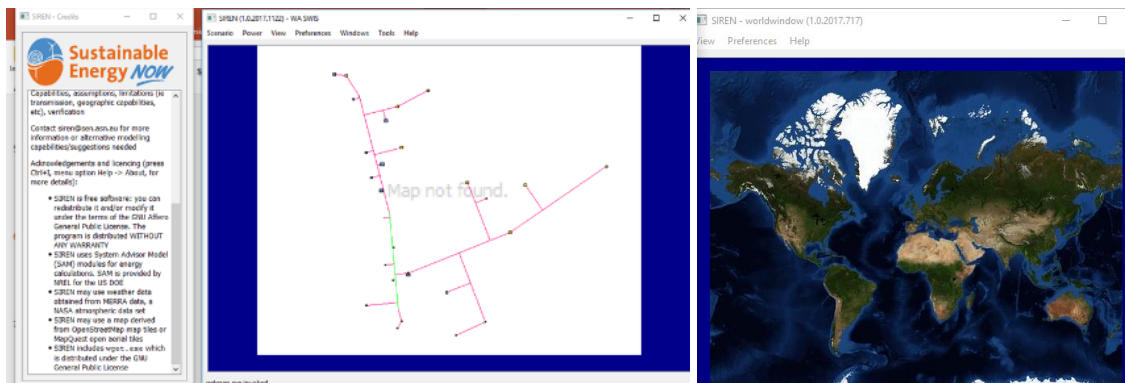 SIREN - Credits
Sustainable
Energy NOW
Capabilities, assumptions, limitations (ie
transmission, geographic capabilities,
etc), verification
Contact siren@sen.asn.au for more
information or alternative modelling
capabilities/suggestions needed
Acknowledgements and licencing (press
Ctrl+I, menu option Help -> About, for
more details):
• SIREN is free software: you can
redistribute it and/or modify it
under the terms of the GNU Affero
General Public License. The
program is distributed WITHOUT
ANY WARRANTY
• SIREN uses System Advisor Model
(SAM) modules for energy
calculations. SAM is provided by
NREL for the US DOE
• SIREN may use weather data
obtained from MERRA data, a
NASA atmospheric data set
• SIREN may use a map derived
from OpenStreetMap map tiles or
MapQuest open aerial tiles
• SIREN includes wget.exe which
is distributed under the GNU
General Public License
SIREN (1.0.2017.1122) - WA SWIS
Scenario Power View Preferences Windows Tools Help
Map not found.
SIREN - worldwindow (1.0.2017.717)
View Preferences Help